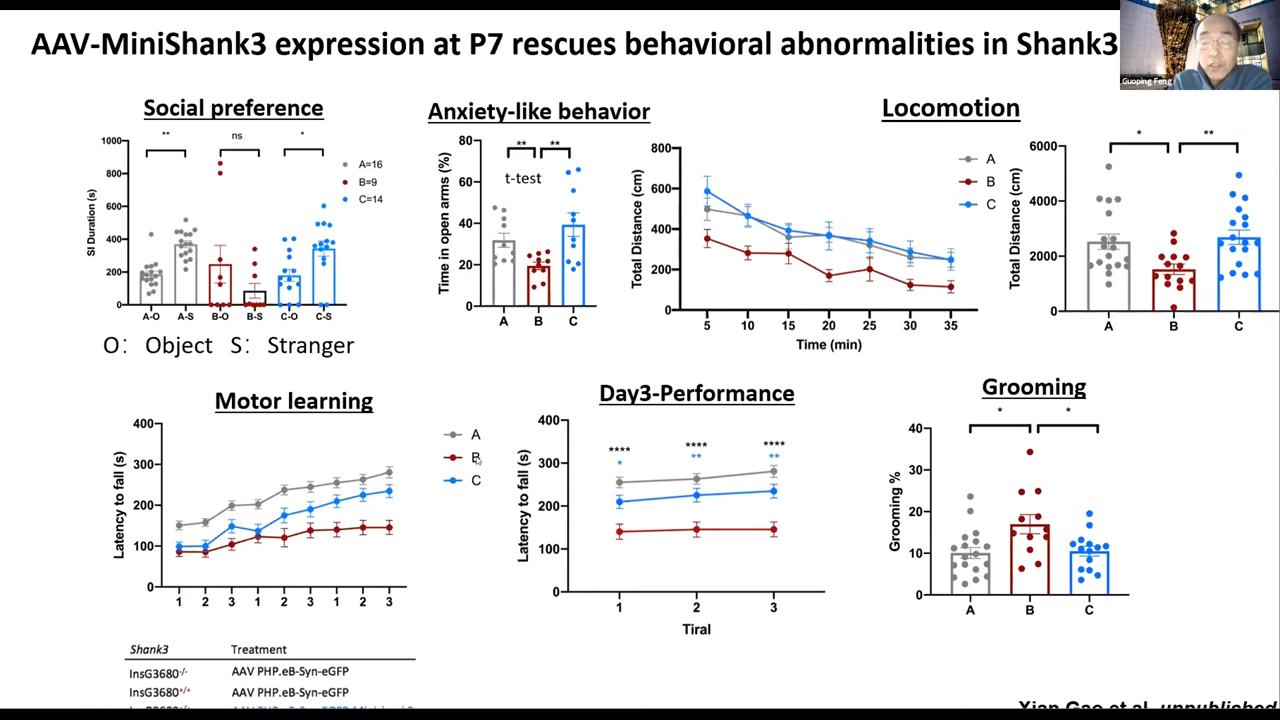 AAV-MiniShank3 expression at P7 rescues behavioral abnormalities in Shank3
Guoping Feng
Social preference
Anxiety-like behavior
Locomotion
SI Duration (s)
1000
800
600
400
200
0
**
ns
*
A=16
B=9
C=14
A-O
A-S
B-O
B-S
C-O
C-S
O: Object S: Stranger
Time in open arms (%)
80
60
40
20
0
**
**
t-test
A
B
C
Total Distance (cm)
800
600
400
200
0
5
10
15
20
25
30
35
Time (min)
A
B
C
Total Distance (cm)
6000
4000
2000
0
*
**
A
B
C
Motor learning
Latency to fall (s)
400
300
200
100
0
1
2
3
1
2
3
1
2
3
A
B
C
Day3-Performance
Latency to fall (s)
400
300
200
100
0
****
*
****
**
****
**
1
2
3
Tiral
Grooming
Grooming %
40
30
20
10
0
*
*
A
B
C
Shank3 Treatment
InsG3680-/- AAV PHP.eB-Syn-eGFP
InsG3680+/+ AAV PHP.eB-Syn-eGFP
Xian Gao et al. unpublished